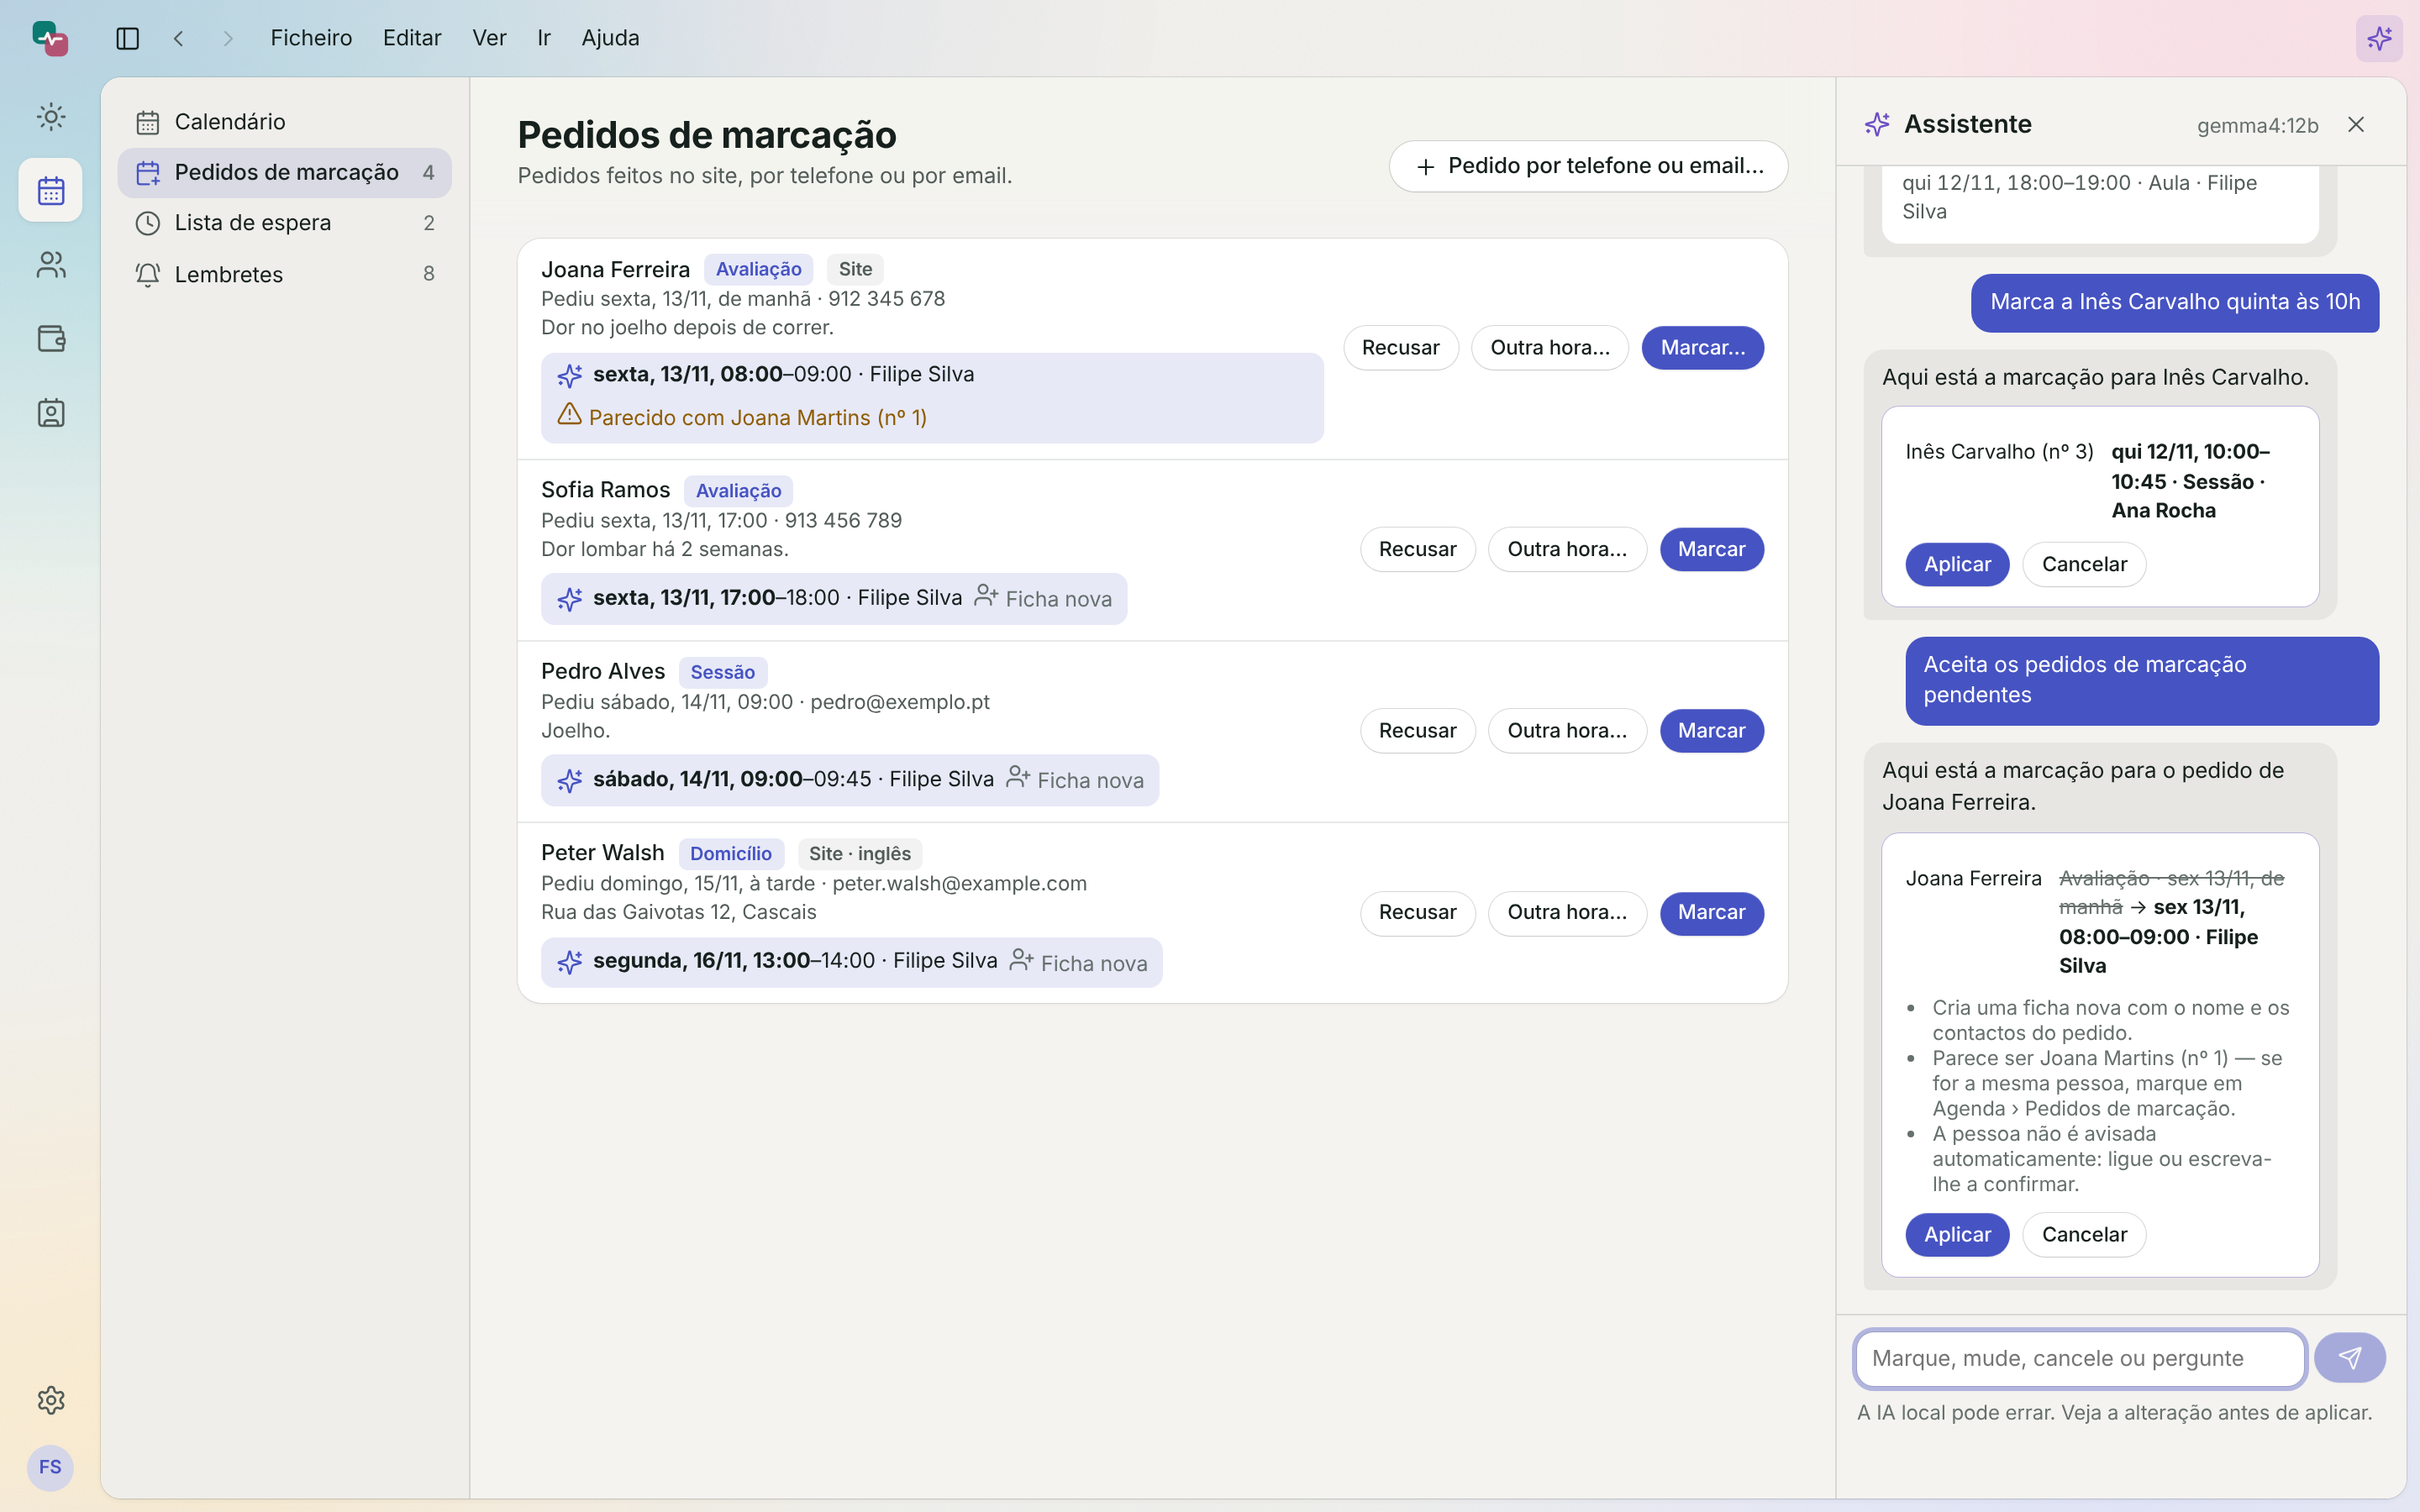 Ficheiro Editar Ver Ir Ajuda
Calendário
Pedidos de marcação 4
Lista de espera 2
Lembretes 8
FS
Pedidos de marcação
Pedidos feitos no site, por telefone ou por email.
+ Pedido por telefone ou email...
Joana Ferreira Avaliação Site
Pediu sexta, 13/11, de manhã · 912 345 678
Dor no joelho depois de correr.
sexta, 13/11, 08:00–09:00 · Filipe Silva
Parecido com Joana Martins (nº 1)
Recusar Outra hora... Marcar...
Sofia Ramos Avaliação
Pediu sexta, 13/11, 17:00 · 913 456 789
Dor lombar há 2 semanas.
sexta, 13/11, 17:00–18:00 · Filipe Silva Ficha nova
Recusar Outra hora... Marcar
Pedro Alves Sessão
Pediu sábado, 14/11, 09:00 · pedro@exemplo.pt
Joelho.
sábado, 14/11, 09:00–09:45 · Filipe Silva Ficha nova
Recusar Outra hora... Marcar
Peter Walsh Domicílio Site · inglês
Pediu domingo, 15/11, à tarde · peter.walsh@example.com
Rua das Gaivotas 12, Cascais
segunda, 16/11, 13:00–14:00 · Filipe Silva Ficha nova
Recusar Outra hora... Marcar
Assistente gemma4:12b
qui 12/11, 18:00–19:00 · Aula · Filipe
Silva
Marca a Inês Carvalho quinta às 10h
Aqui está a marcação para Inês Carvalho.
Inês Carvalho (nº 3) qui 12/11, 10:00–
10:45 · Sessão ·
Ana Rocha
Aplicar Cancelar
Aceita os pedidos de marcação
pendentes
Aqui está a marcação para o pedido de
Joana Ferreira.
Joana Ferreira Avaliação · sex 13/11, de
manhã → sex 13/11,
08:00–09:00 · Filipe
Silva
• Cria uma ficha nova com o nome e os
contactos do pedido.
• Parece ser Joana Martins (nº 1) — se
for a mesma pessoa, marque em
Agenda › Pedidos de marcação.
• A pessoa não é avisada
automaticamente: ligue ou escreva-
lhe a confirmar.
Aplicar Cancelar
Marque, mude, cancele ou pergunte
A IA local pode errar. Veja a alteração antes de aplicar.